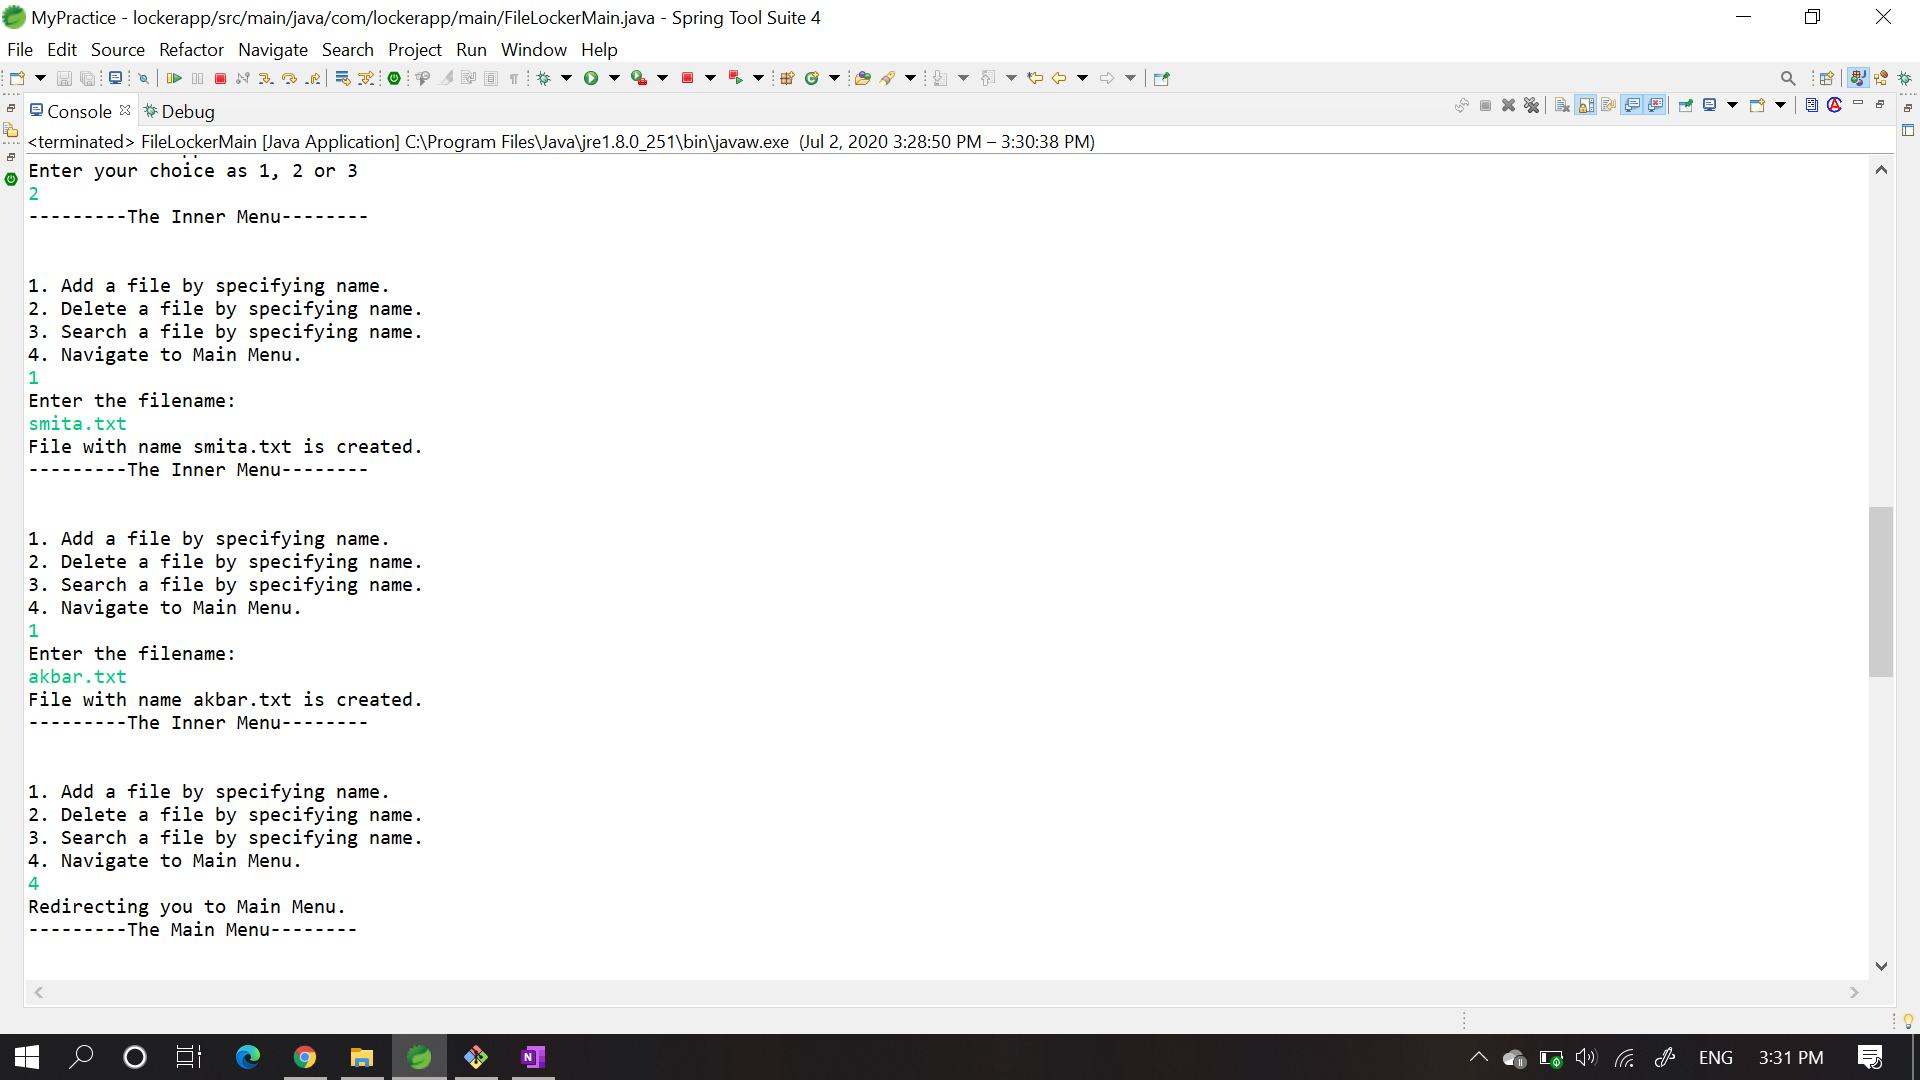 MyPractice - lockerapp/src/main/java/com/lockerapp/main/FileLockerMain.java - Spring Tool Suite 4
File Edit Source Refactor Navigate Search Project Run Window Help
Console Debug
<terminated> FileLockerMain [Java Application] C:\Program Files\Java\jre1.8.0_251\bin\javaw.exe (Jul 2, 2020 3:28:50 PM – 3:30:38 PM)
Enter your choice as 1, 2 or 3
2
---------The Inner Menu--------
1. Add a file by specifying name.
2. Delete a file by specifying name.
3. Search a file by specifying name.
4. Navigate to Main Menu.
1
Enter the filename:
smita.txt
File with name smita.txt is created.
---------The Inner Menu--------
1. Add a file by specifying name.
2. Delete a file by specifying name.
3. Search a file by specifying name.
4. Navigate to Main Menu.
1
Enter the filename:
akbar.txt
File with name akbar.txt is created.
---------The Inner Menu--------
1. Add a file by specifying name.
2. Delete a file by specifying name.
3. Search a file by specifying name.
4. Navigate to Main Menu.
4
Redirecting you to Main Menu.
---------The Main Menu--------
ENG 3:31 PM